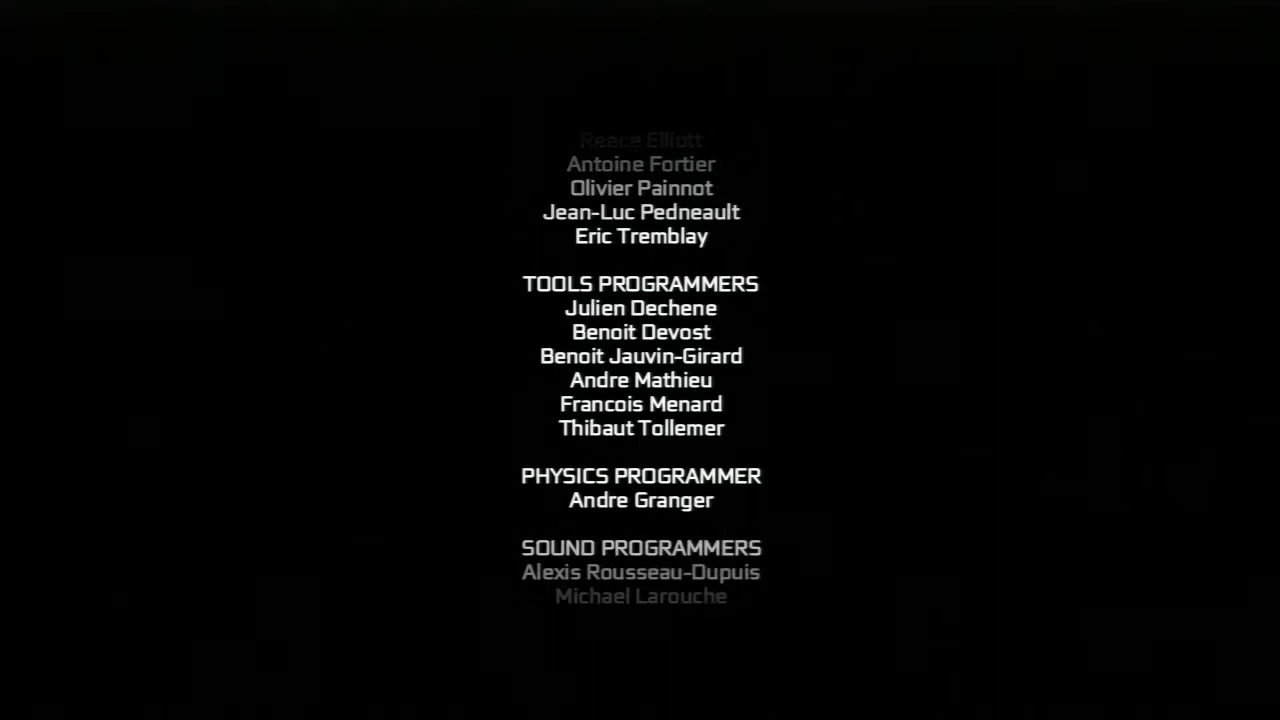 Reece Elliott
Antoine Fortier
Olivier Painnot
Jean-Luc Pedneault
Eric Tremblay
TOOLS PROGRAMMERS
Julien Dechene
Benoit Devost
Benoit Jauvin-Girard
Andre Mathieu
Francois Menard
Thibaut Tollemer
PHYSICS PROGRAMMER
Andre Granger
SOUND PROGRAMMERS
Alexis Rousseau-Dupuis
Michael Larouche